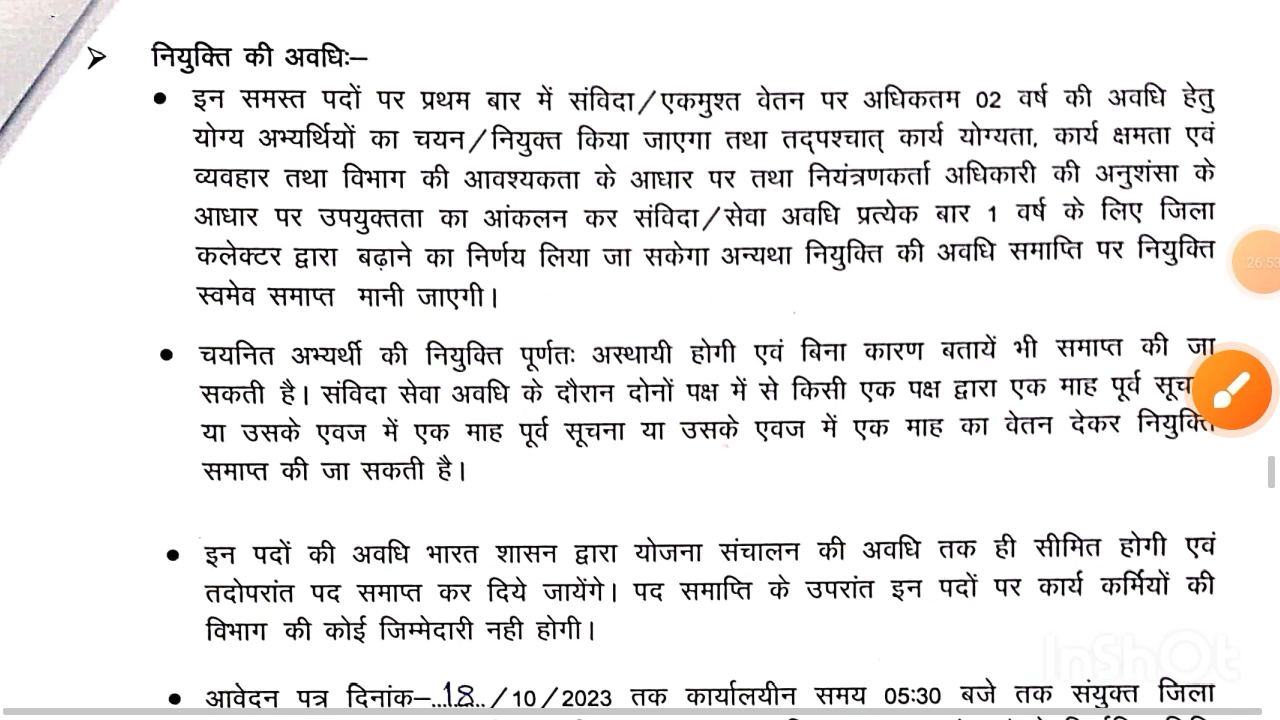 ➢ नियुक्ति की अवधिः–
• इन समस्त पदों पर प्रथम बार में संविदा/एकमुश्त वेतन पर अधिकतम 02 वर्ष की अवधि हेतु
योग्य अभ्यर्थियों का चयन/नियुक्त किया जाएगा तथा तद्पश्चात् कार्य योग्यता, कार्य क्षमता एवं
व्यवहार तथा विभाग की आवश्यकता के आधार पर तथा नियंत्रणकर्ता अधिकारी की अनुशंसा के
आधार पर उपयुक्तता का आंकलन कर संविदा/सेवा अवधि प्रत्येक बार 1 वर्ष के लिए जिला
कलेक्टर द्वारा बढ़ाने का निर्णय लिया जा सकेगा अन्यथा नियुक्ति की अवधि समाप्ति पर नियुक्ति
स्वमेव समाप्त मानी जाएगी।
26:53
• चयनित अभ्यर्थी की नियुक्ति पूर्णतः अस्थायी होगी एवं बिना कारण बतायें भी समाप्त की जा
सकती है। संविदा सेवा अवधि के दौरान दोनों पक्ष में से किसी एक पक्ष द्वारा एक माह पूर्व सूच
या उसके एवज में एक माह पूर्व सूचना या उसके एवज में एक माह का वेतन देकर नियुक्ति
समाप्त की जा सकती है।
• इन पदों की अवधि भारत शासन द्वारा योजना संचालन की अवधि तक ही सीमित होगी एवं
तदोपरांत पद समाप्त कर दिये जायेंगे। पद समाप्ति के उपरांत इन पदों पर कार्य कर्मियों की
विभाग की कोई जिम्मेदारी नही होगी।
InShOt
• आवेदन पत्र दिनांक–...18.../10/2023 तक कार्यालयीन समय 05:30 बजे तक संयुक्त जिला